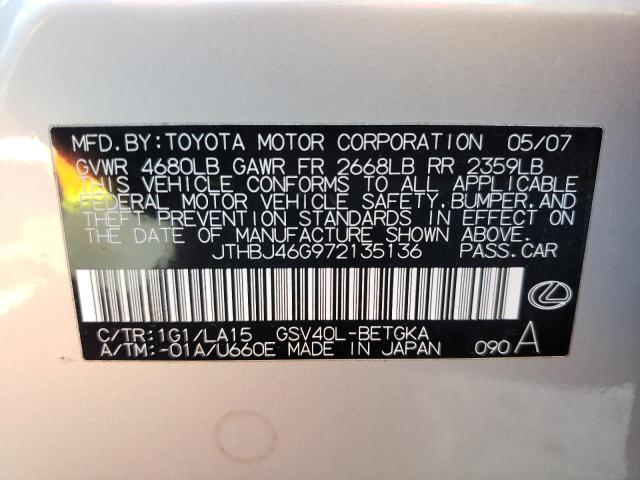 MFD.BY:TOYOTA MOTOR CORPORATION 05/07
GVWR 4680LB GAWR FR 2668LB RR 2359LB
THIS VEHICLE CONFORMS TO ALL APPLICABLE
FEDERAL MOTOR VEHICLE SAFETY,BUMPER,AND
THEFT PREVENTION STANDARDS IN EFFECT ON
THE DATE OF MANUFACTURE SHOWN ABOVE.
JTHBJ46G972135136 PASS.CAR
C/TR:1G1/LA15 GSV40L-BETGKA
A/TM:-01A/U660E MADE IN JAPAN 090 A